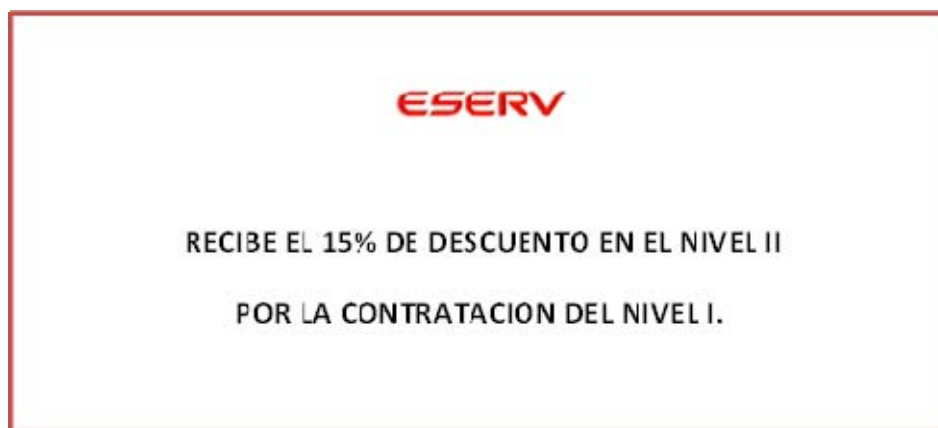 ESERV
RECIBE EL 15% DE DESCUENTO EN EL NIVEL II
POR LA CONTRATACION DEL NIVEL I.